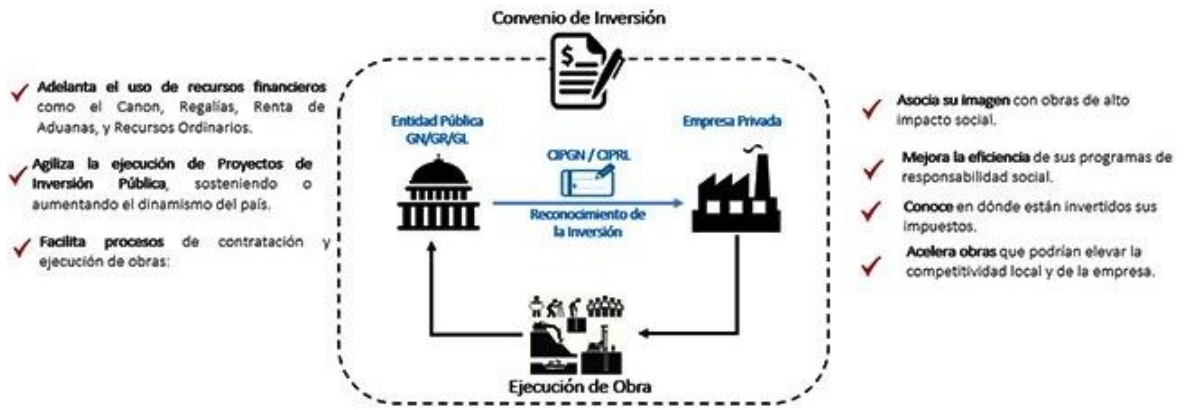 Convenio de Inversión
$
Adelanta el uso de recursos financieros
como el Canon, Regalías, Renta de
Aduanas, y Recursos Ordinarios.
Agiliza la ejecución de Proyectos de
Inversión Pública, sosteniendo o
aumentando el dinamismo del país.
Facilita procesos de contratación y
ejecución de obras:
Entidad Pública
GN/GR/GL
CIPGN / CIPRL
Reconocimiento de
la Inversión
Empresa Privada
Ejecución de Obra
Asocia su imagen con obras de alto
impacto social.
Mejora la eficiencia de sus programas de
responsabilidad social.
Conoce en dónde están invertidos sus
impuestos.
Acelera obras que podrían elevar la
competitividad local y de la empresa.